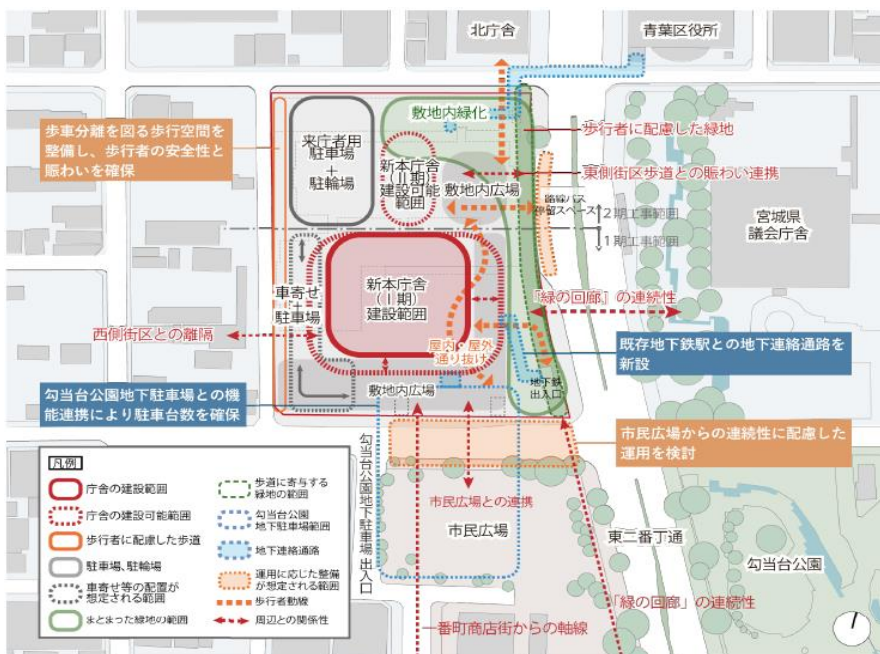 北庁舎
青葉区役所
歩車分離を図る歩行空間を
整備し、歩行者の安全性と
賑わいを確保
来庁者用
駐車場
+
駐輪場
敷地内緑化
新本庁舎
(Ⅱ期)
建設可能
範囲
敷地内広場
歩行者に配慮した緑地
東側街区歩道との賑わい連携
路線バス
停留スペース
2期工事範囲
1期工事範囲
宮城県
議会庁舎
車寄せ
+
駐車場
新本庁舎
(Ⅰ期)
建設範囲
「緑の回廊」の連続性
西側街区との離隔
屋内・屋外
通り抜け
既存地下鉄駅との地下連絡通路を
新設
勾当台公園地下駐車場との機
能連携により駐車台数を確保
敷地内広場
地下鉄
出入口
市民広場からの連続性に配慮した
運用を検討
勾当台公園地下駐車場 出入口
市民広場との連携
市民広場
東二番丁通
勾当台公園
「緑の回廊」の連続性
一番町商店街からの軸線
凡例
庁舎の建設範囲
庁舎の建設可能範囲
歩行者に配慮した歩道
駐車場、駐輪場
車寄せ等の配置が
想定される範囲
まとまった緑地の範囲
歩道に寄与する
緑地の範囲
勾当台公園
地下駐車場範囲
地下連絡通路
運用に応じた整備
が想定される範囲
歩行者動線
周辺との関係性